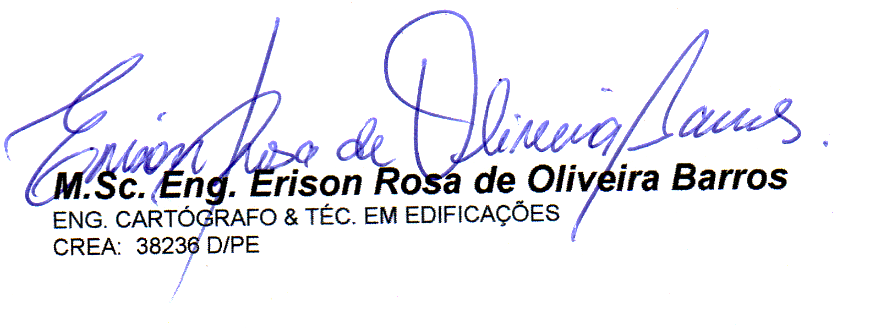 Erison Rosa de Oliveira Barros.
M.Sc. Eng. Erison Rosa de Oliveira Barros
ENG. CARTÓGRAFO & TÉC. EM EDIFICAÇÕES
CREA: 38236 D/PE